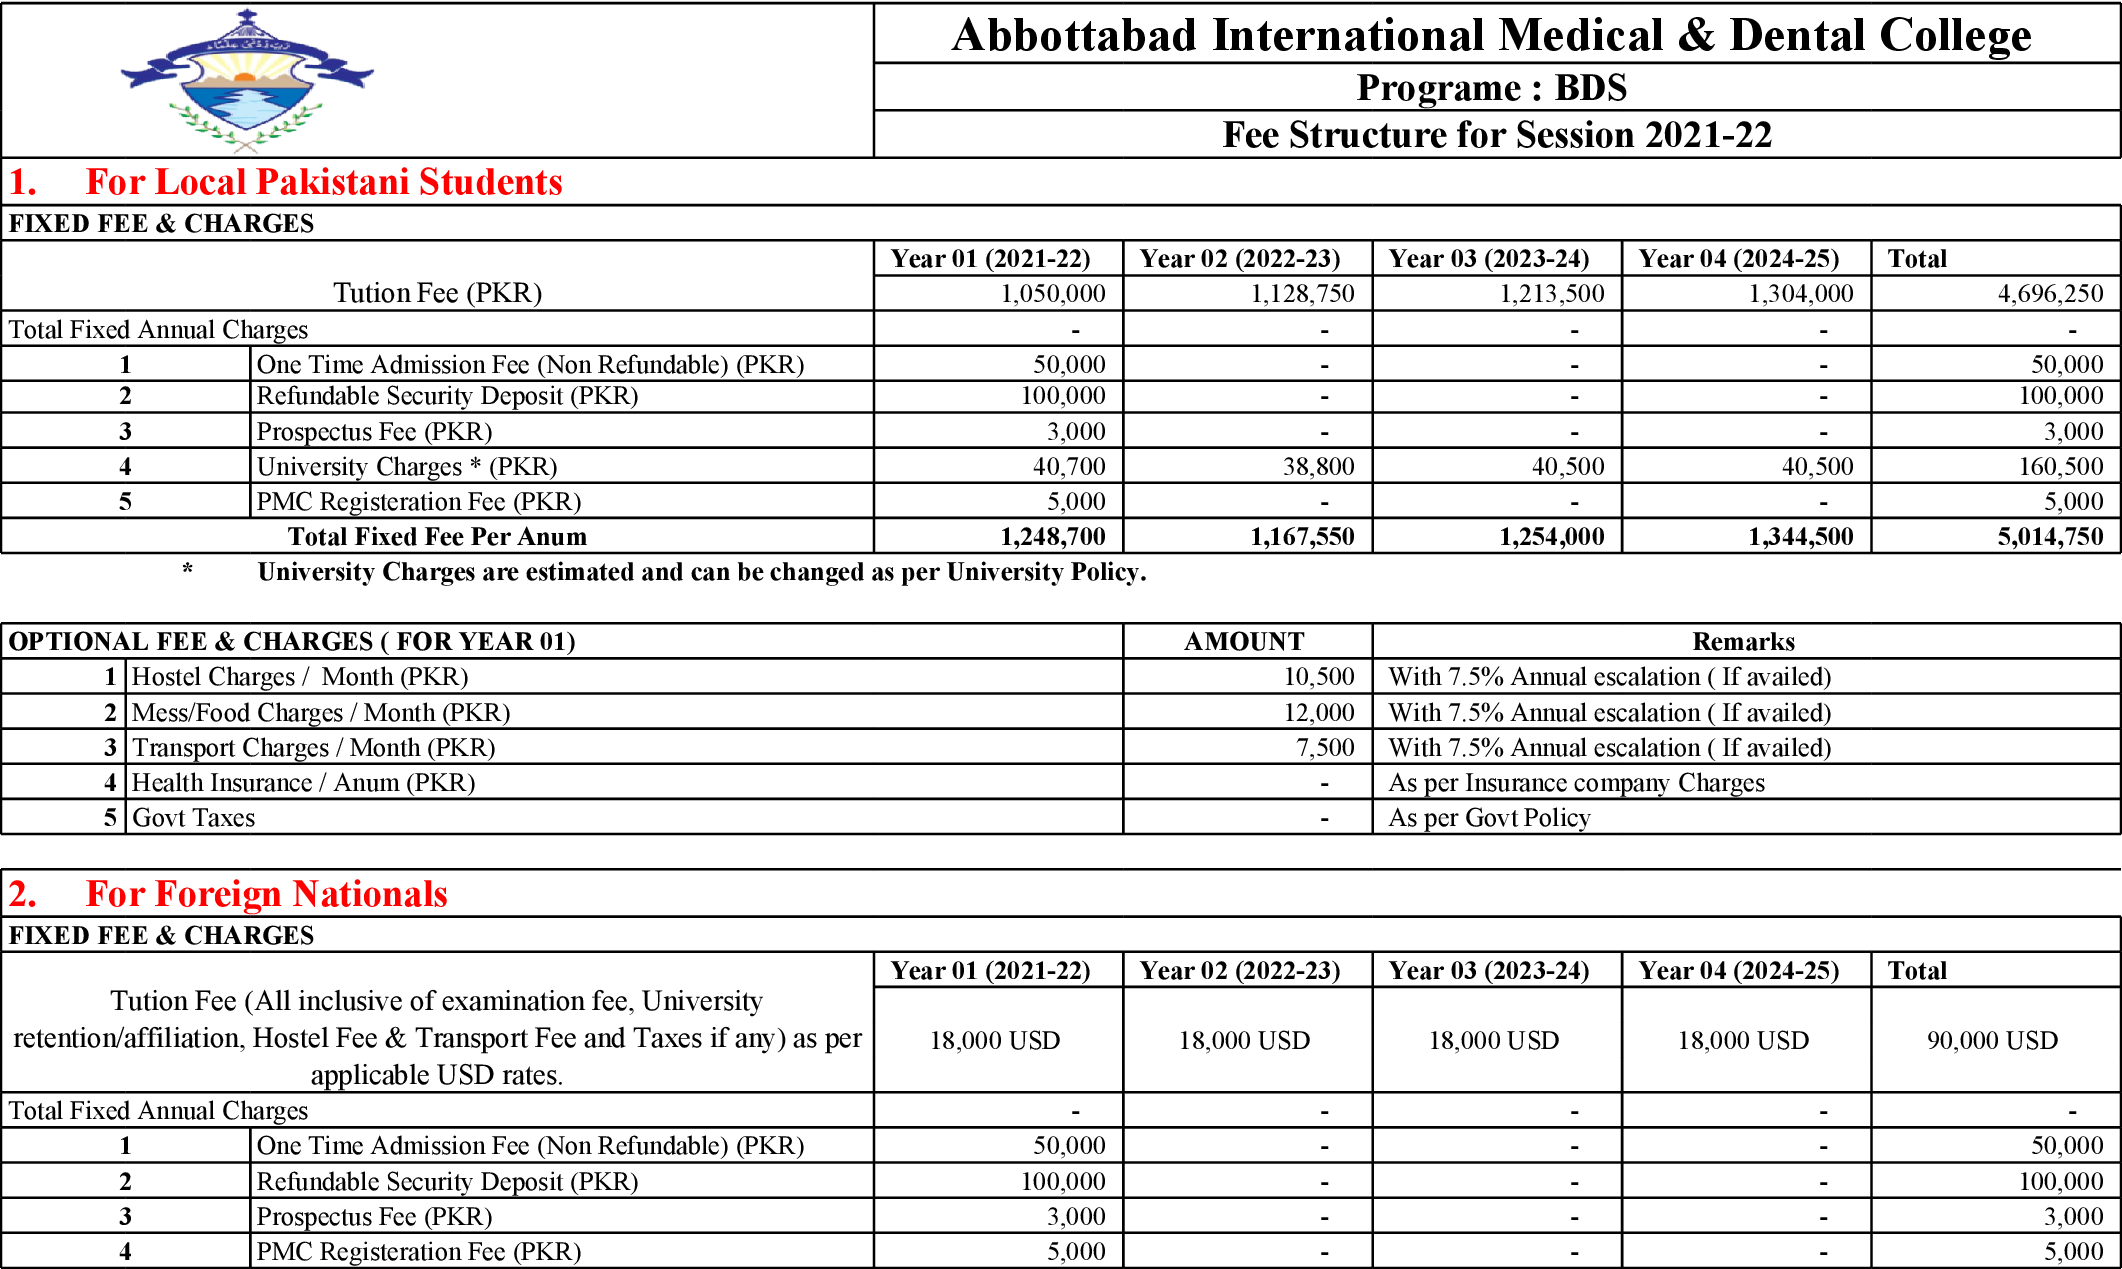 Abbottabad International Medical & Dental College
Programe : BDS
Fee Structure for Session 2021-22
1. For Local Pakistani Students
FIXED FEE & CHARGES
Year 01 (2021-22) Year 02 (2022-23) Year 03 (2023-24) Year 04 (2024-25) Total
Tution Fee (PKR) 1,050,000 1,128,750 1,213,500 1,304,000 4,696,250
Total Fixed Annual Charges - - - - -
1 One Time Admission Fee (Non Refundable) (PKR) 50,000 - - - 50,000
2 Refundable Security Deposit (PKR) 100,000 - - - 100,000
3 Prospectus Fee (PKR) 3,000 - - - 3,000
4 University Charges * (PKR) 40,700 38,800 40,500 40,500 160,500
5 PMC Registeration Fee (PKR) 5,000 - - - 5,000
Total Fixed Fee Per Anum 1,248,700 1,167,550 1,254,000 1,344,500 5,014,750
* University Charges are estimated and can be changed as per University Policy.
OPTIONAL FEE & CHARGES ( FOR YEAR 01) AMOUNT Remarks
1 Hostel Charges / Month (PKR) 10,500 With 7.5% Annual escalation ( If availed)
2 Mess/Food Charges / Month (PKR) 12,000 With 7.5% Annual escalation ( If availed)
3 Transport Charges / Month (PKR) 7,500 With 7.5% Annual escalation ( If availed)
4 Health Insurance / Anum (PKR) - As per Insurance company Charges
5 Govt Taxes - As per Govt Policy
2. For Foreign Nationals
FIXED FEE & CHARGES
Year 01 (2021-22) Year 02 (2022-23) Year 03 (2023-24) Year 04 (2024-25) Total
Tution Fee (All inclusive of examination fee, University
retention/affiliation, Hostel Fee & Transport Fee and Taxes if any) as per
applicable USD rates.
18,000 USD 18,000 USD 18,000 USD 18,000 USD 90,000 USD
Total Fixed Annual Charges - - - - -
1 One Time Admission Fee (Non Refundable) (PKR) 50,000 - - - 50,000
2 Refundable Security Deposit (PKR) 100,000 - - - 100,000
3 Prospectus Fee (PKR) 3,000 - - - 3,000
4 PMC Registeration Fee (PKR) 5,000 - - - 5,000